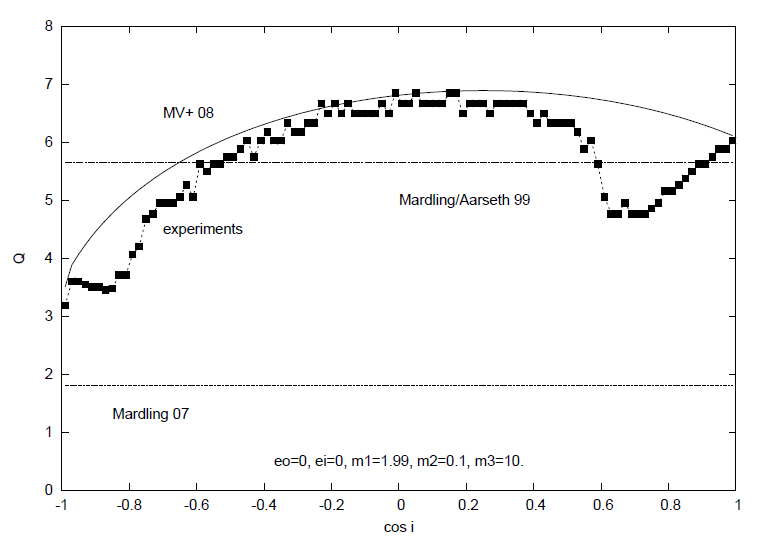 8
7
MV+ 08
6
Mardling/Aarseth 99
5
experiments
Q
4
3
2
Mardling 07
1
eo=0, ei=0, m1=1.99, m2=0.1, m3=10.
0
-1 -0.8 -0.6 -0.4 -0.2 0 0.2 0.4 0.6 0.8 1
cos i